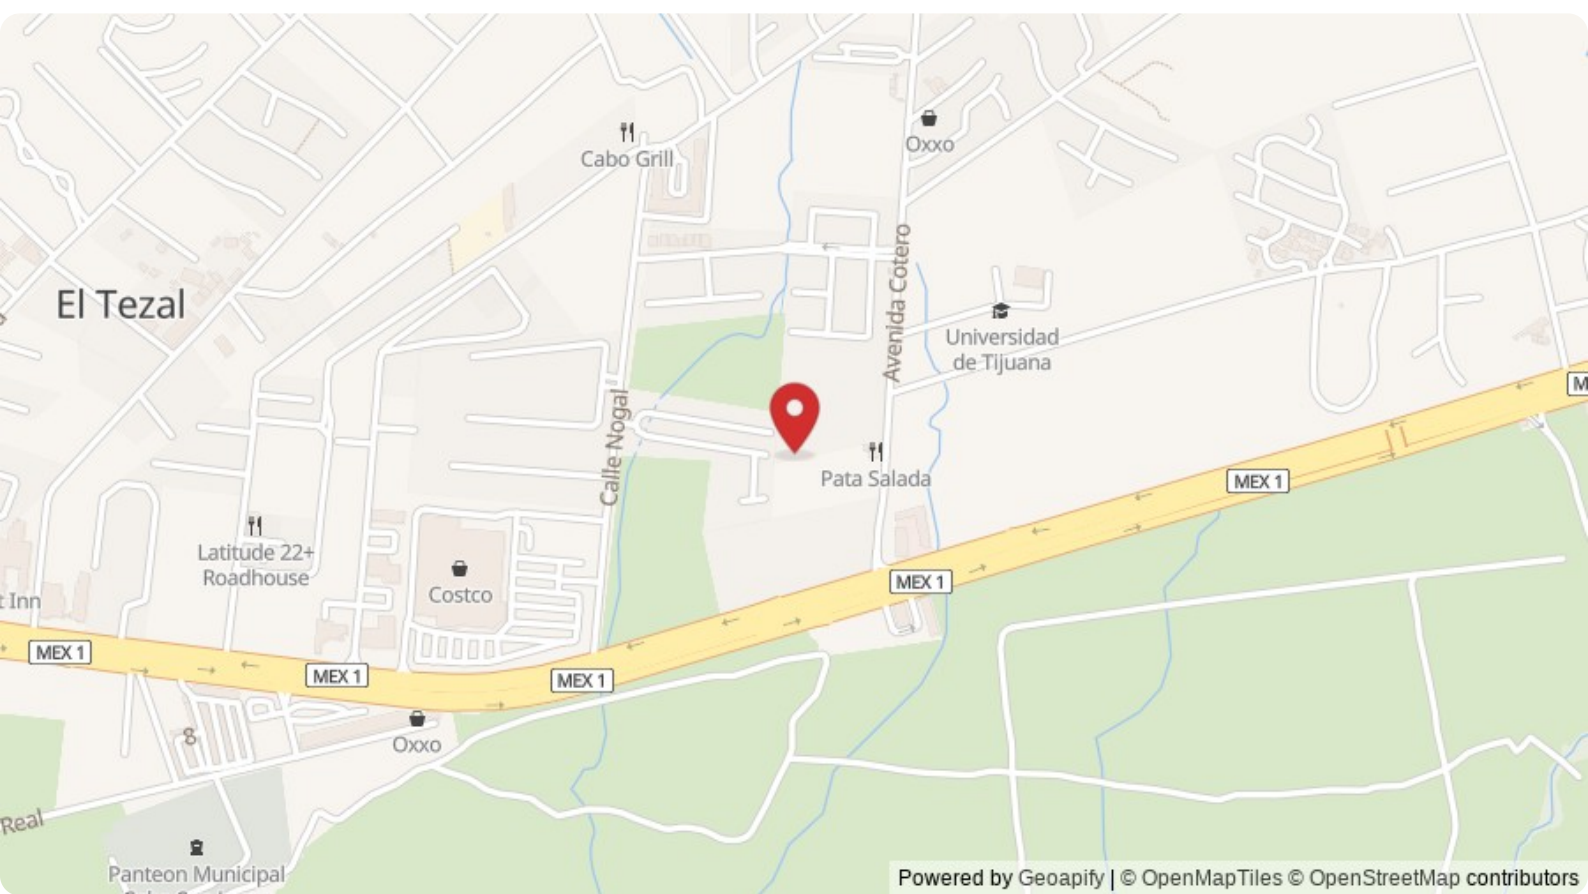 Cabo Grill
Oxxo
Avenida Cotero
El Tezal
Universidad
de Tijuana
M
Calle Nogal
Pata Salada
MEX 1
Latitude 22+
Roadhouse
Costco
MEX 1
t Inn
MEX 1
MEX 1
MEX 1
8
Oxxo
Real
Panteon Municipal
Powered by Geoapify | © OpenMapTiles © OpenStreetMap contributors